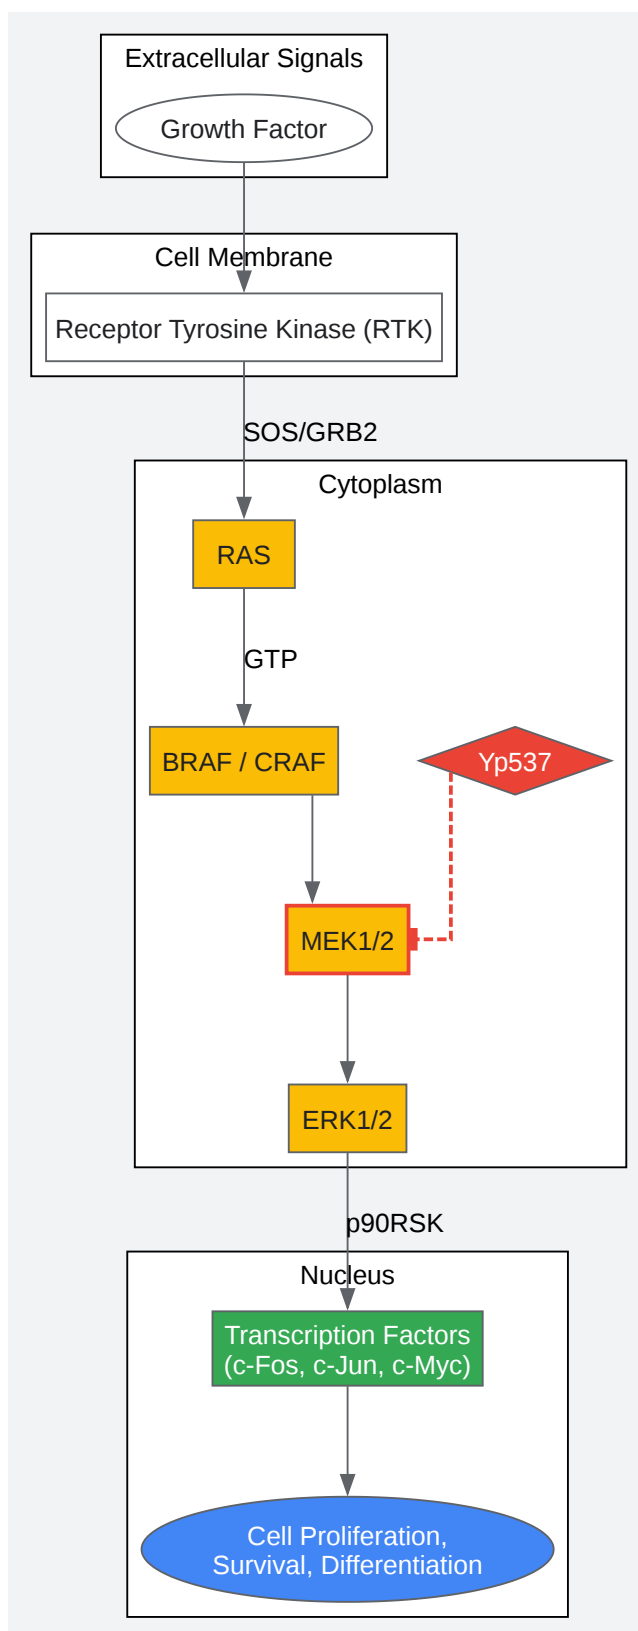 Extracellular Signals
Growth Factor
Cell Membrane
Receptor Tyrosine Kinase (RTK)
SOS/GRB2
Cytoplasm
RAS
GTP
BRAF / CRAF
Yp537
MEK1/2
ERK1/2
p90RSK
Nucleus
Transcription Factors
(c-Fos, c-Jun, c-Myc)
Cell Proliferation,
Survival, Differentiation